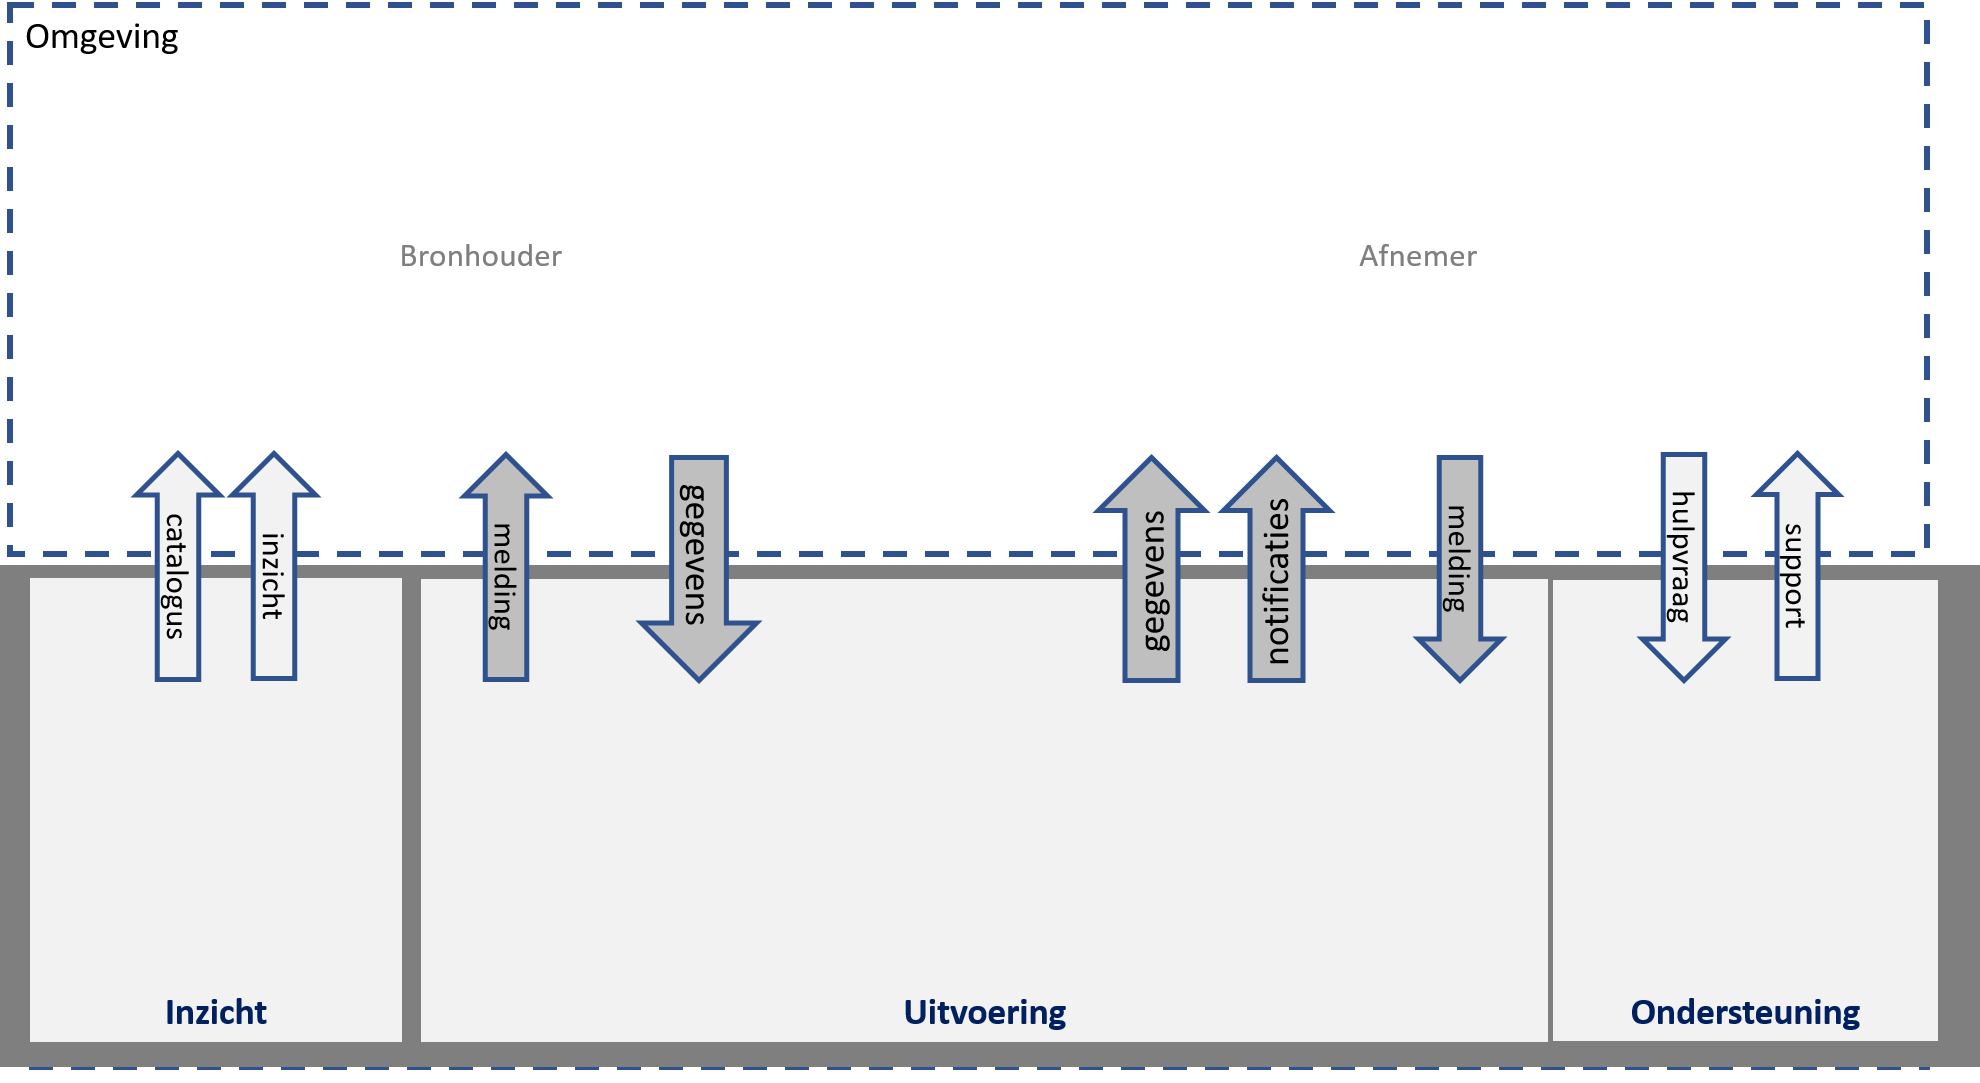 Omgeving
Bronhouder
Afnemer
catalogus
inzicht
melding
gegevens
gegevens
notificaties
melding
hulpvraag
support
Inzicht
Uitvoering
Ondersteuning